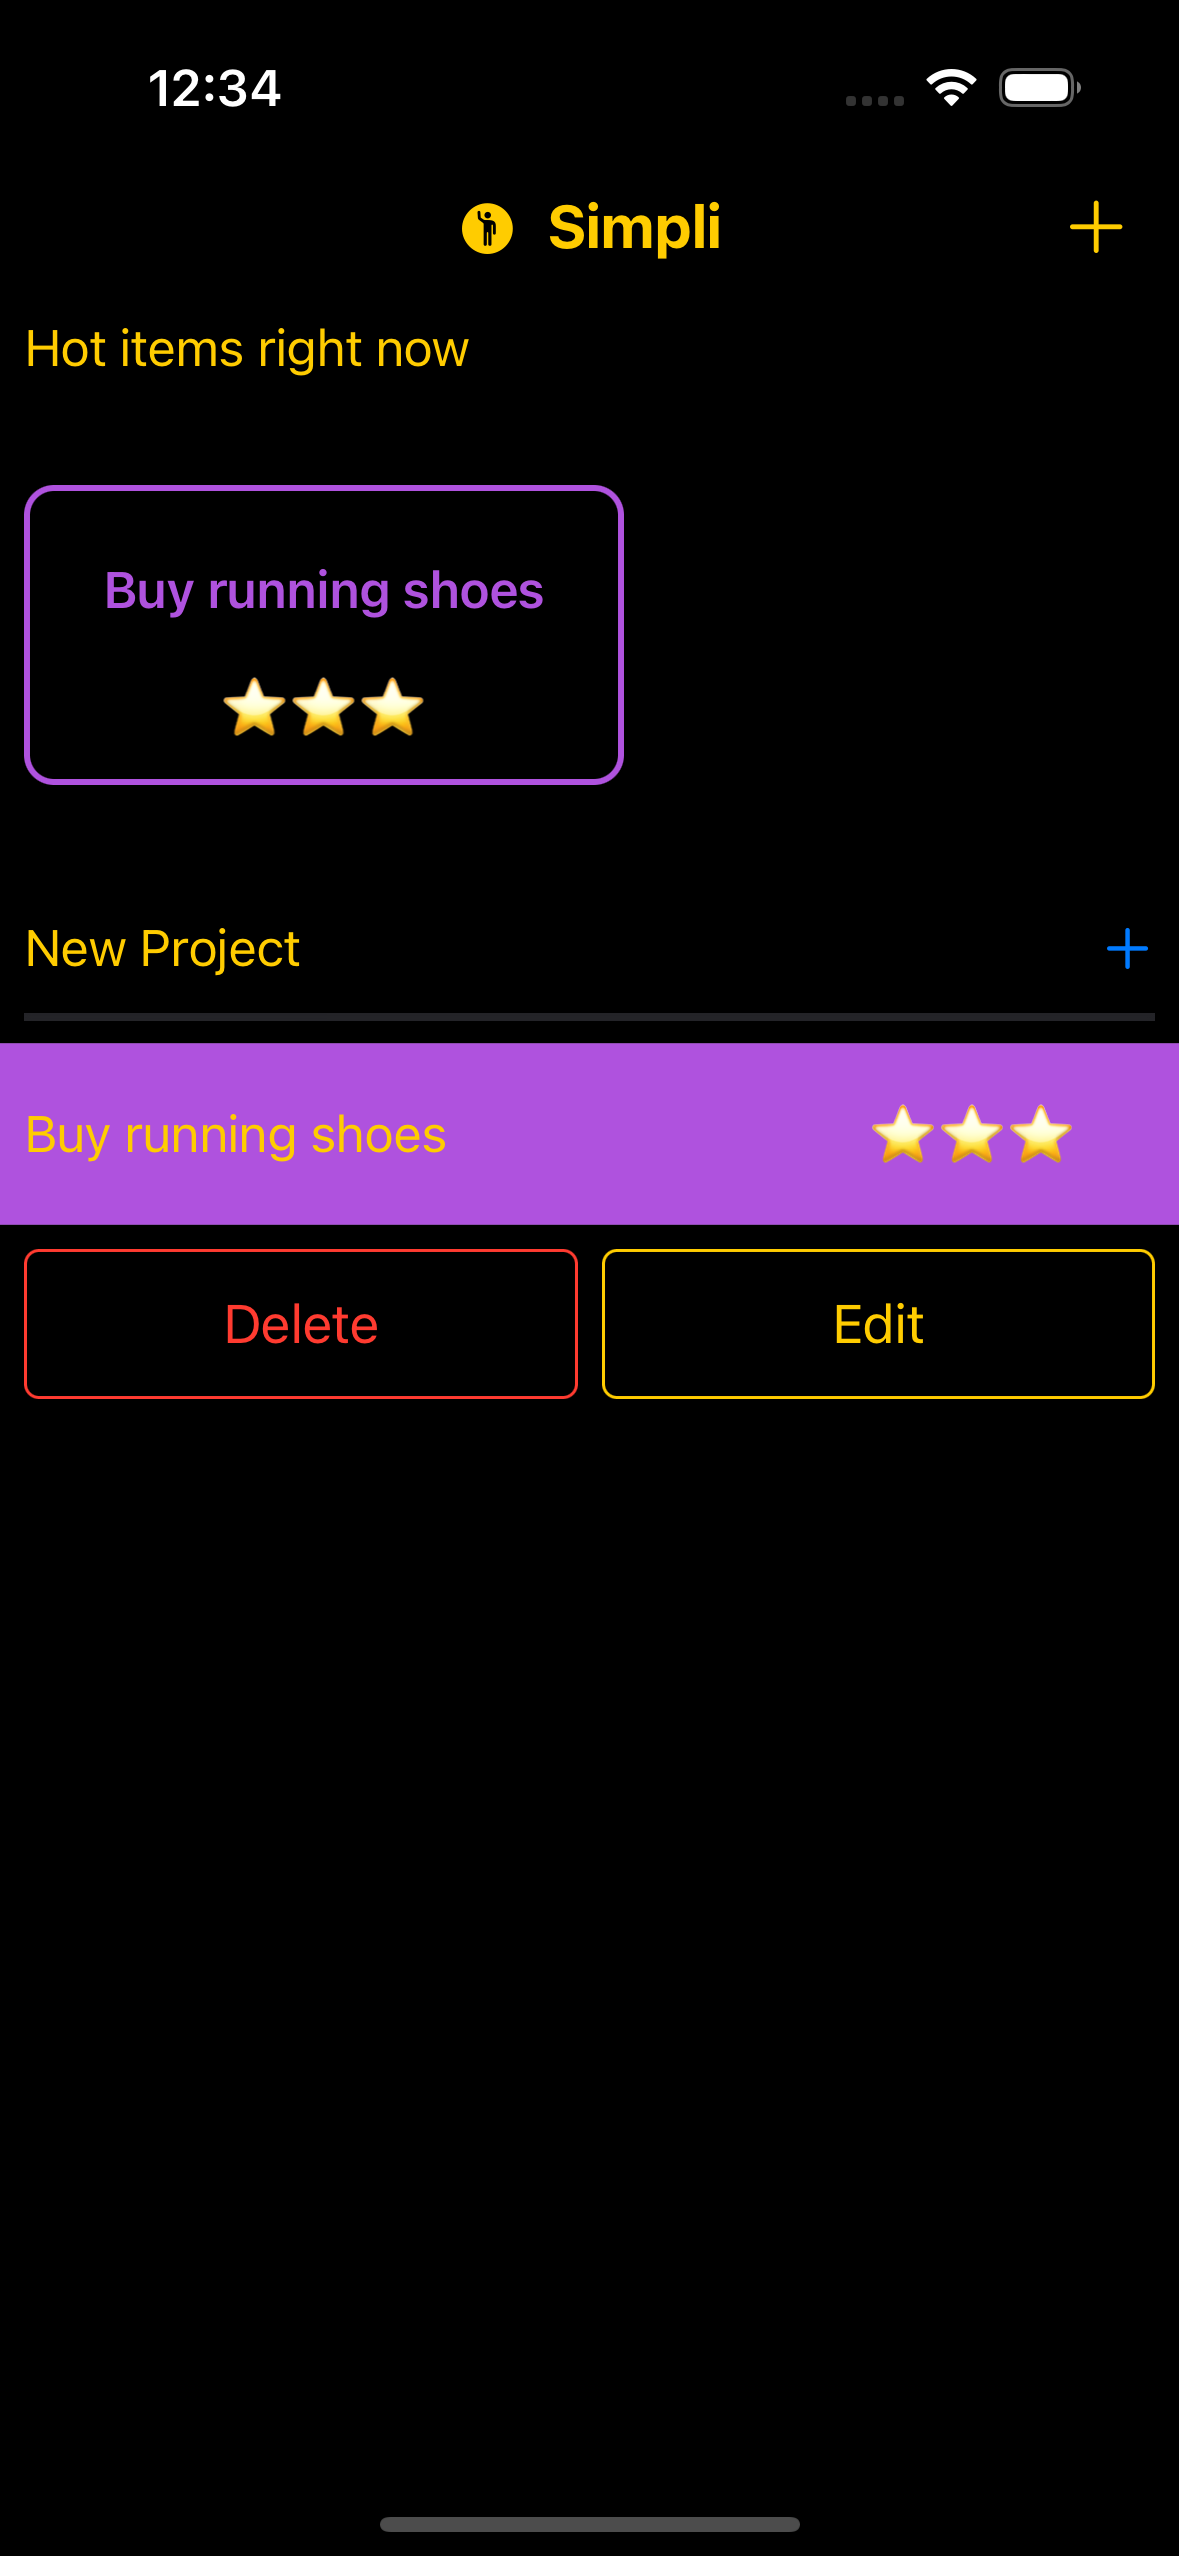 12:34
Simpli
Hot items right now
Buy running shoes
⭐⭐⭐
New Project
Buy running shoes ⭐⭐⭐
Delete Edit